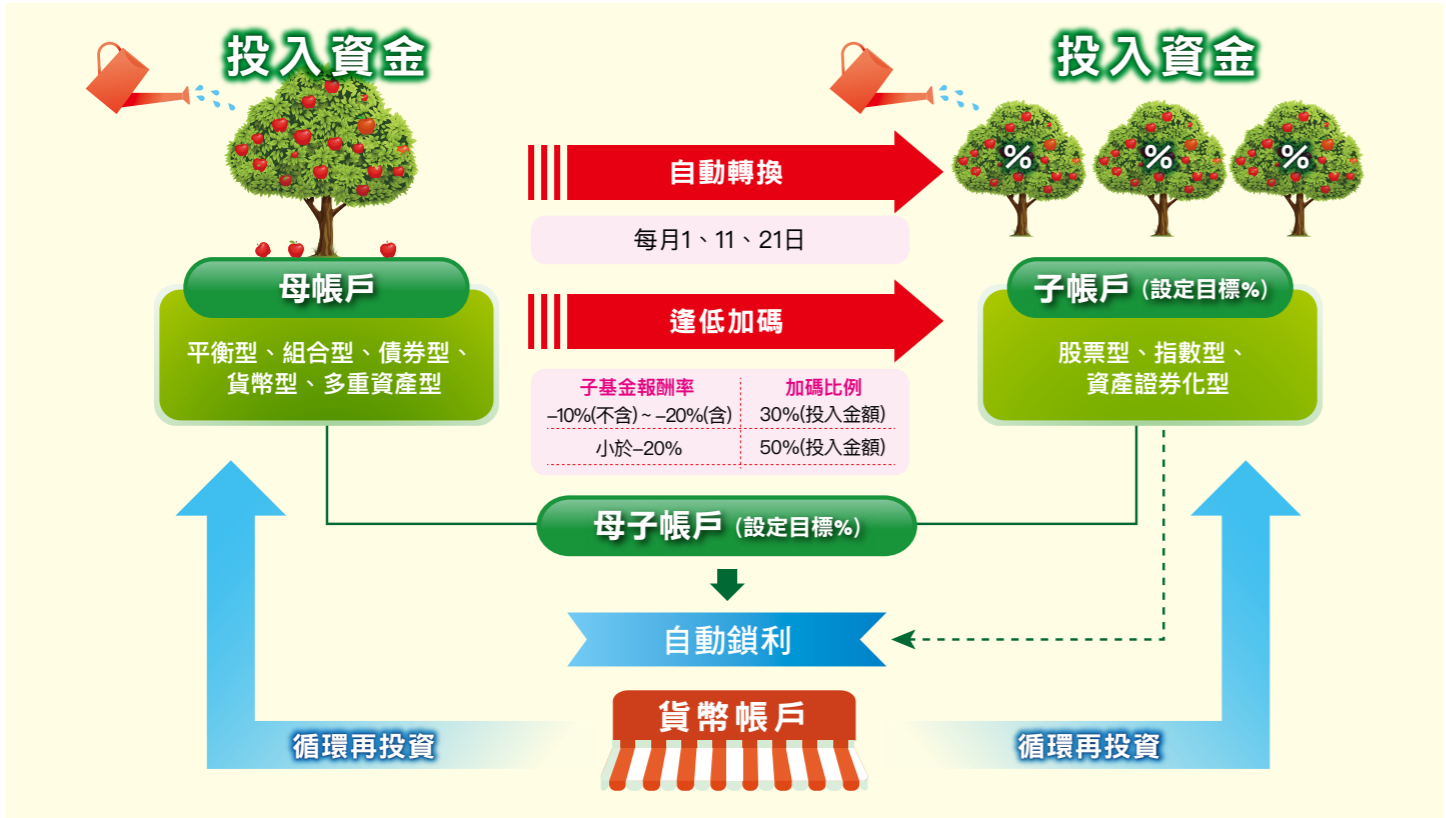 投入資金
投入資金
%
%
%
自動轉換
每月1、11、21日
母帳戶
平衡型、組合型、債券型、
貨幣型、多重資產型
逢低加碼
子基金報酬率 加碼比例
–10%(不含) ~ –20%(含) 30%(投入金額)
小於–20% 50%(投入金額)
子帳戶 (設定目標%)
股票型、指數型、
資產證券化型
母子帳戶 (設定目標%)
自動鎖利
貨幣帳戶
循環再投資
循環再投資